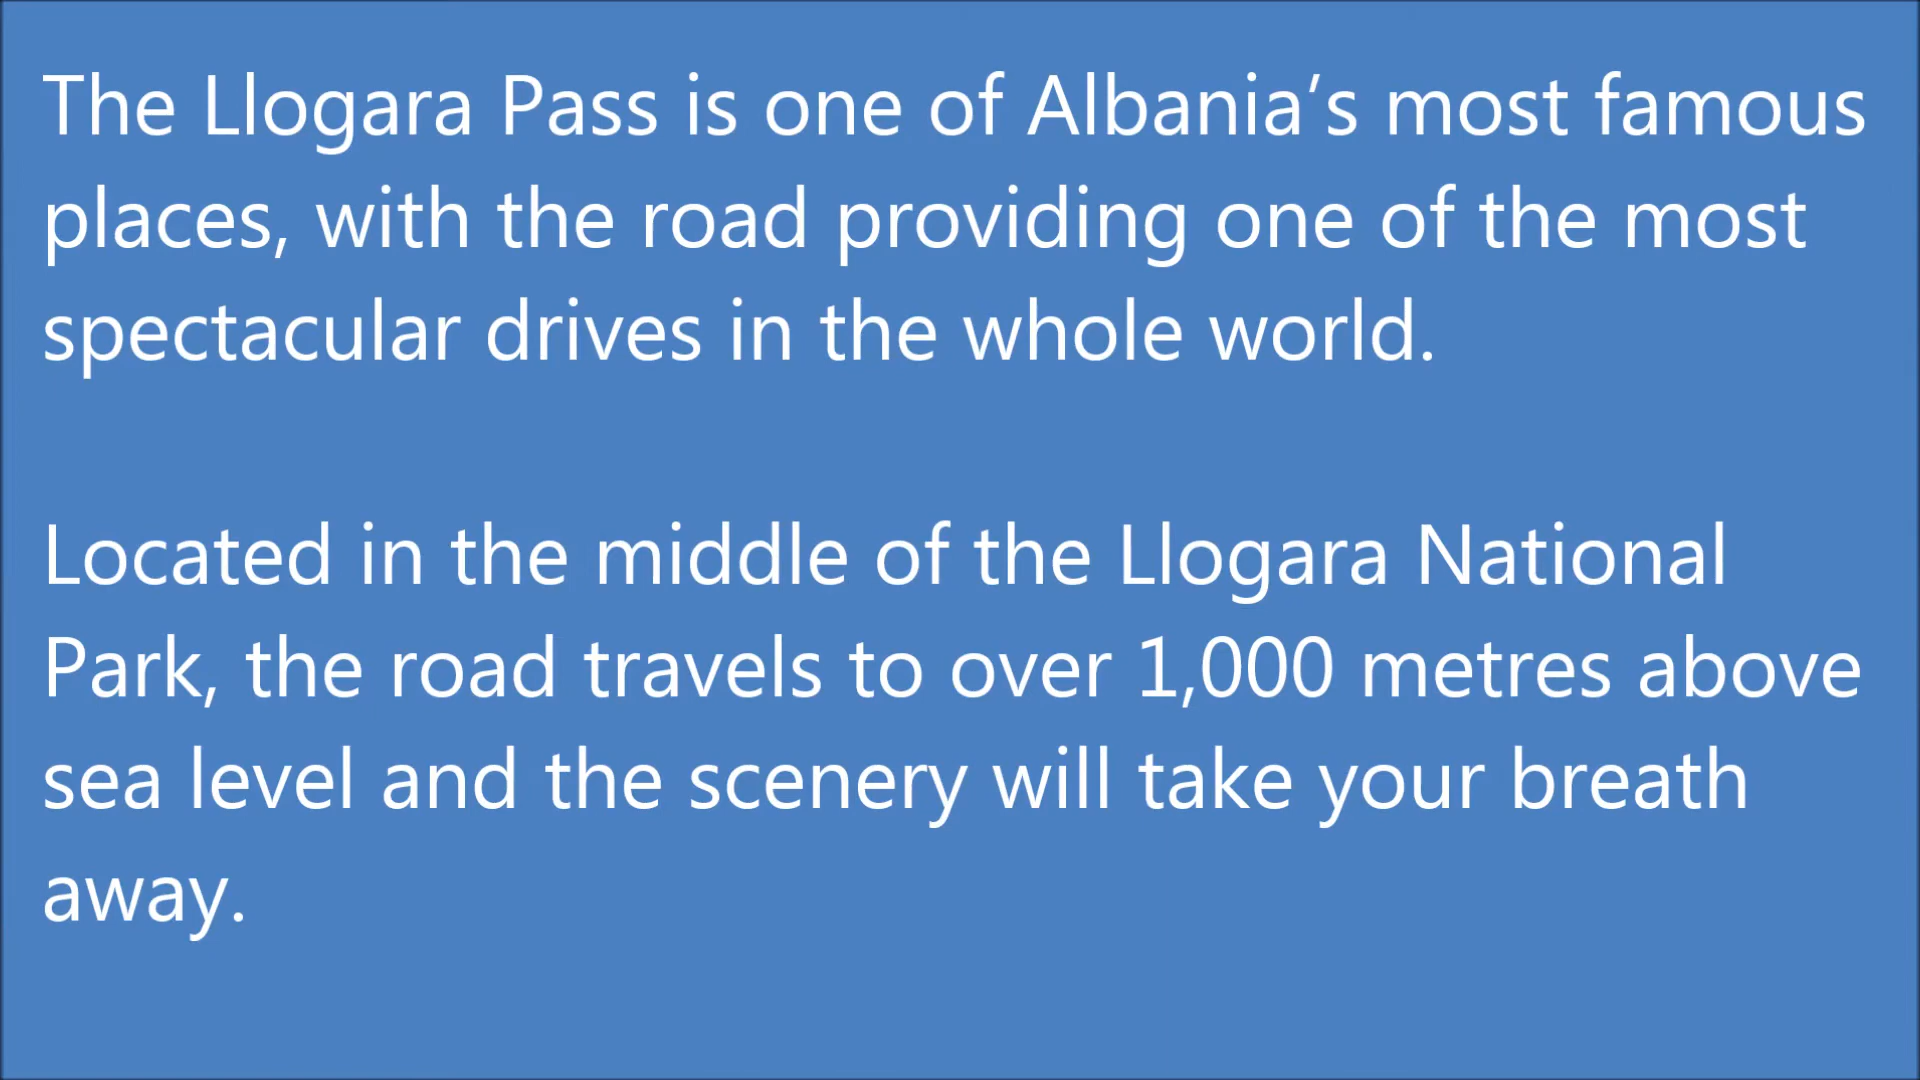 The Llogara Pass is one of Albania’s most famous
places, with the road providing one of the most
spectacular drives in the whole world.
Located in the middle of the Llogara National
Park, the road travels to over 1,000 metres above
sea level and the scenery will take your breath
away.